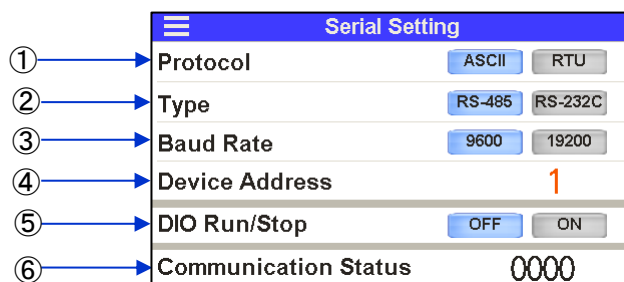 Serial Setting
① Protocol ASCII RTU
② Type RS-485 RS-232C
③ Baud Rate 9600 19200
④ Device Address 1
⑤ DIO Run/Stop OFF ON
⑥ Communication Status 0000